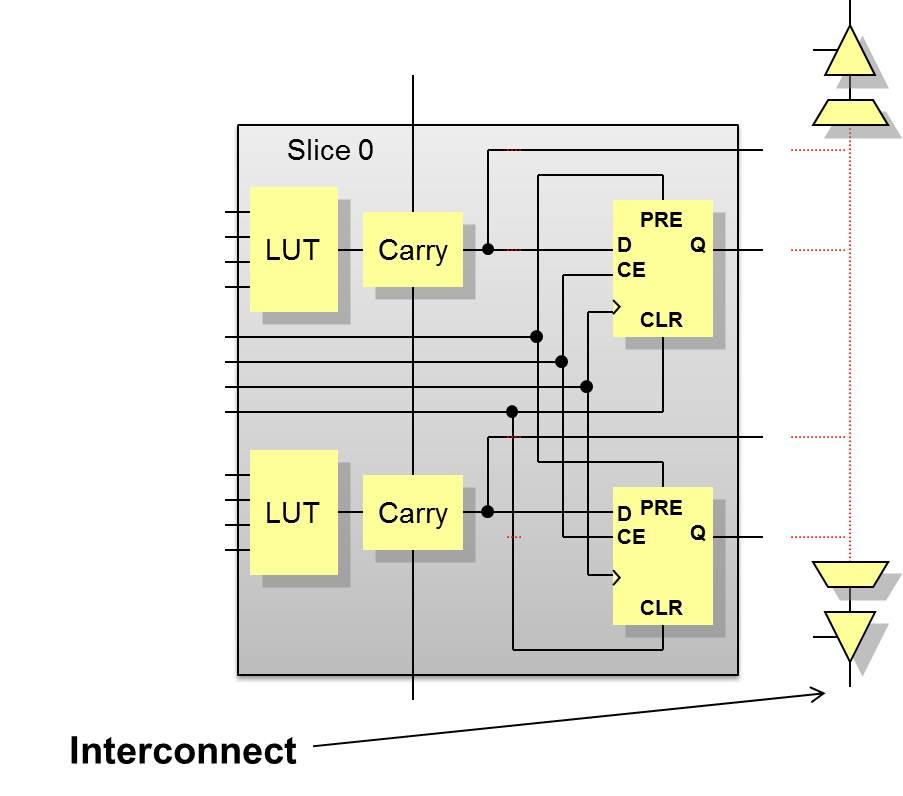 Slice 0
LUT
Carry
PRE
D
Q
CE
CLR
LUT
Carry
PRE
D
Q
CE
CLR
Interconnect